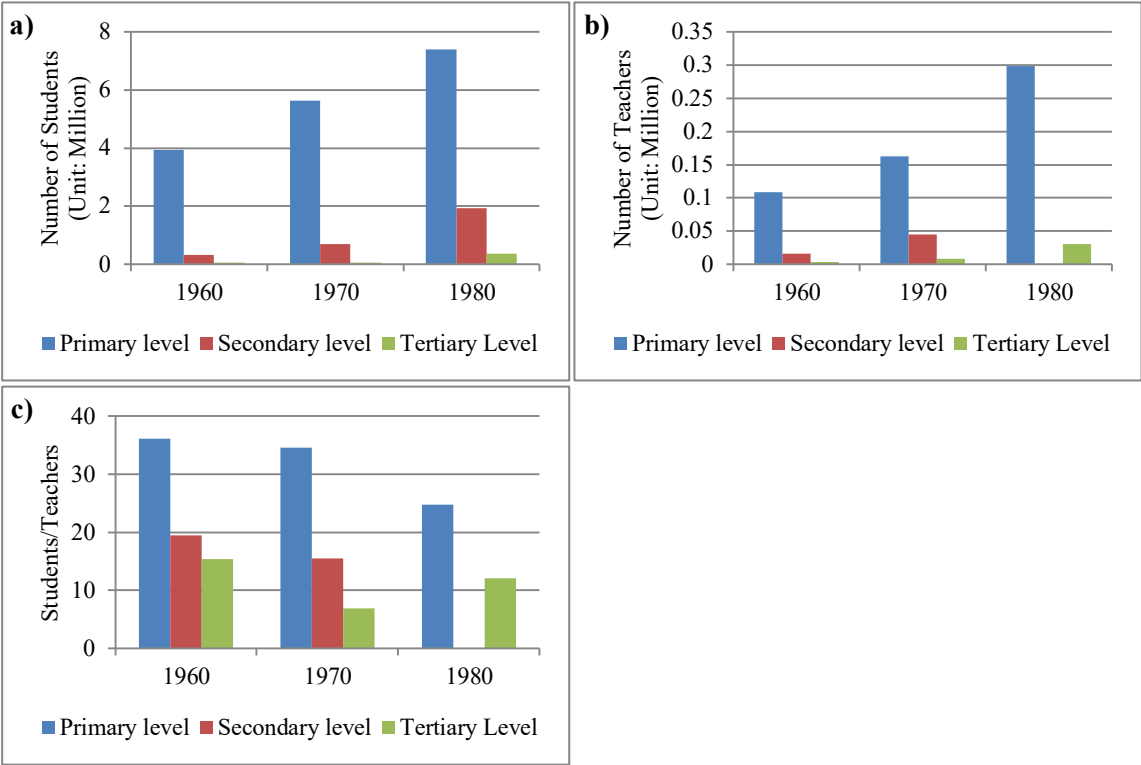 a)
Number of Students
(Unit: Million)
8
6
4
2
0
1960 1970 1980
Primary level Secondary level Tertiary Level
b)
Number of Teachers
(Unit: Million)
0.35
0.3
0.25
0.2
0.15
0.1
0.05
0
1960 1970 1980
Primary level Secondary level Tertiary Level
c)
Students/Teachers
40
30
20
10
0
1960 1970 1980
Primary level Secondary level Tertiary Level